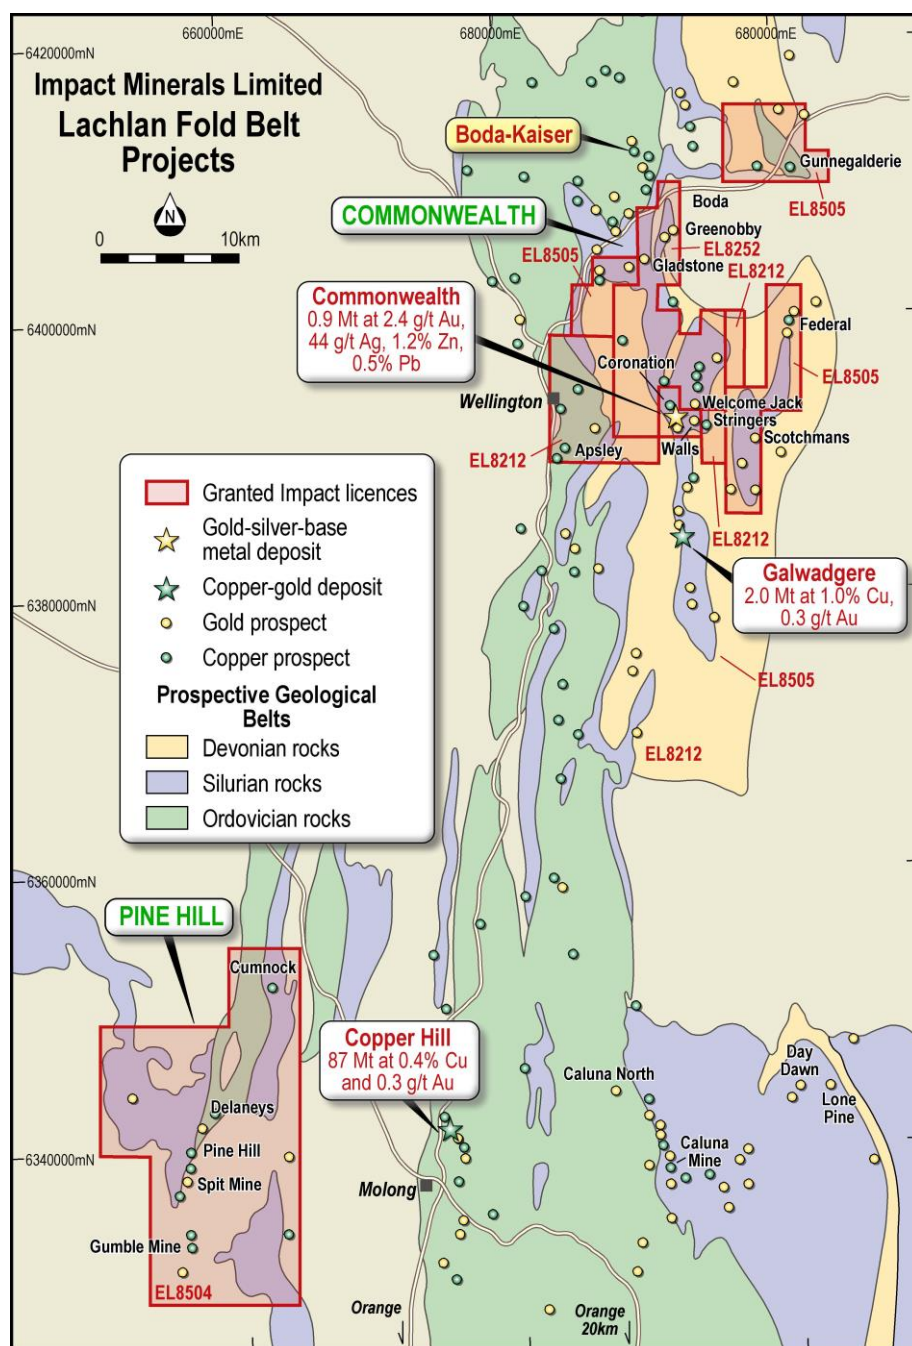 660000mE
680000mE
680000mE
6420000mN
Impact Minerals Limited
Lachlan Fold Belt
Projects
N
0
10km
Boda-Kaiser
Gunnegalderie
EL8505
COMMONWEALTH
Boda
Greenobby
EL8252
EL8505
Gladstone
EL8212
Commonwealth
0.9 Mt at 2.4 g/t Au,
44 g/t Ag, 1.2% Zn,
0.5% Pb
6400000mN
Federal
Coronation
EL8505
Wellington
Welcome Jack
Stringers
Scotchmans
Walls
Apsley
EL8212
EL8212
Granted Impact licences
Gold-silver-base
metal deposit
Copper-gold deposit
Gold prospect
Copper prospect
Prospective Geological
Belts
Devonian rocks
Silurian rocks
Ordovician rocks
Galwadgere
2.0 Mt at 1.0% Cu,
0.3 g/t Au
6380000mN
EL8505
EL8212
6360000mN
PINE HILL
Cumnock
Copper Hill
87 Mt at 0.4% Cu
and 0.3 g/t Au
Caluna North
Day
Dawn
Lone
Pine
Delaneys
Pine Hill
Caluna
Mine
6340000mN
Spit Mine
Molong
Gumble Mine
EL8504
Orange
Orange
20km